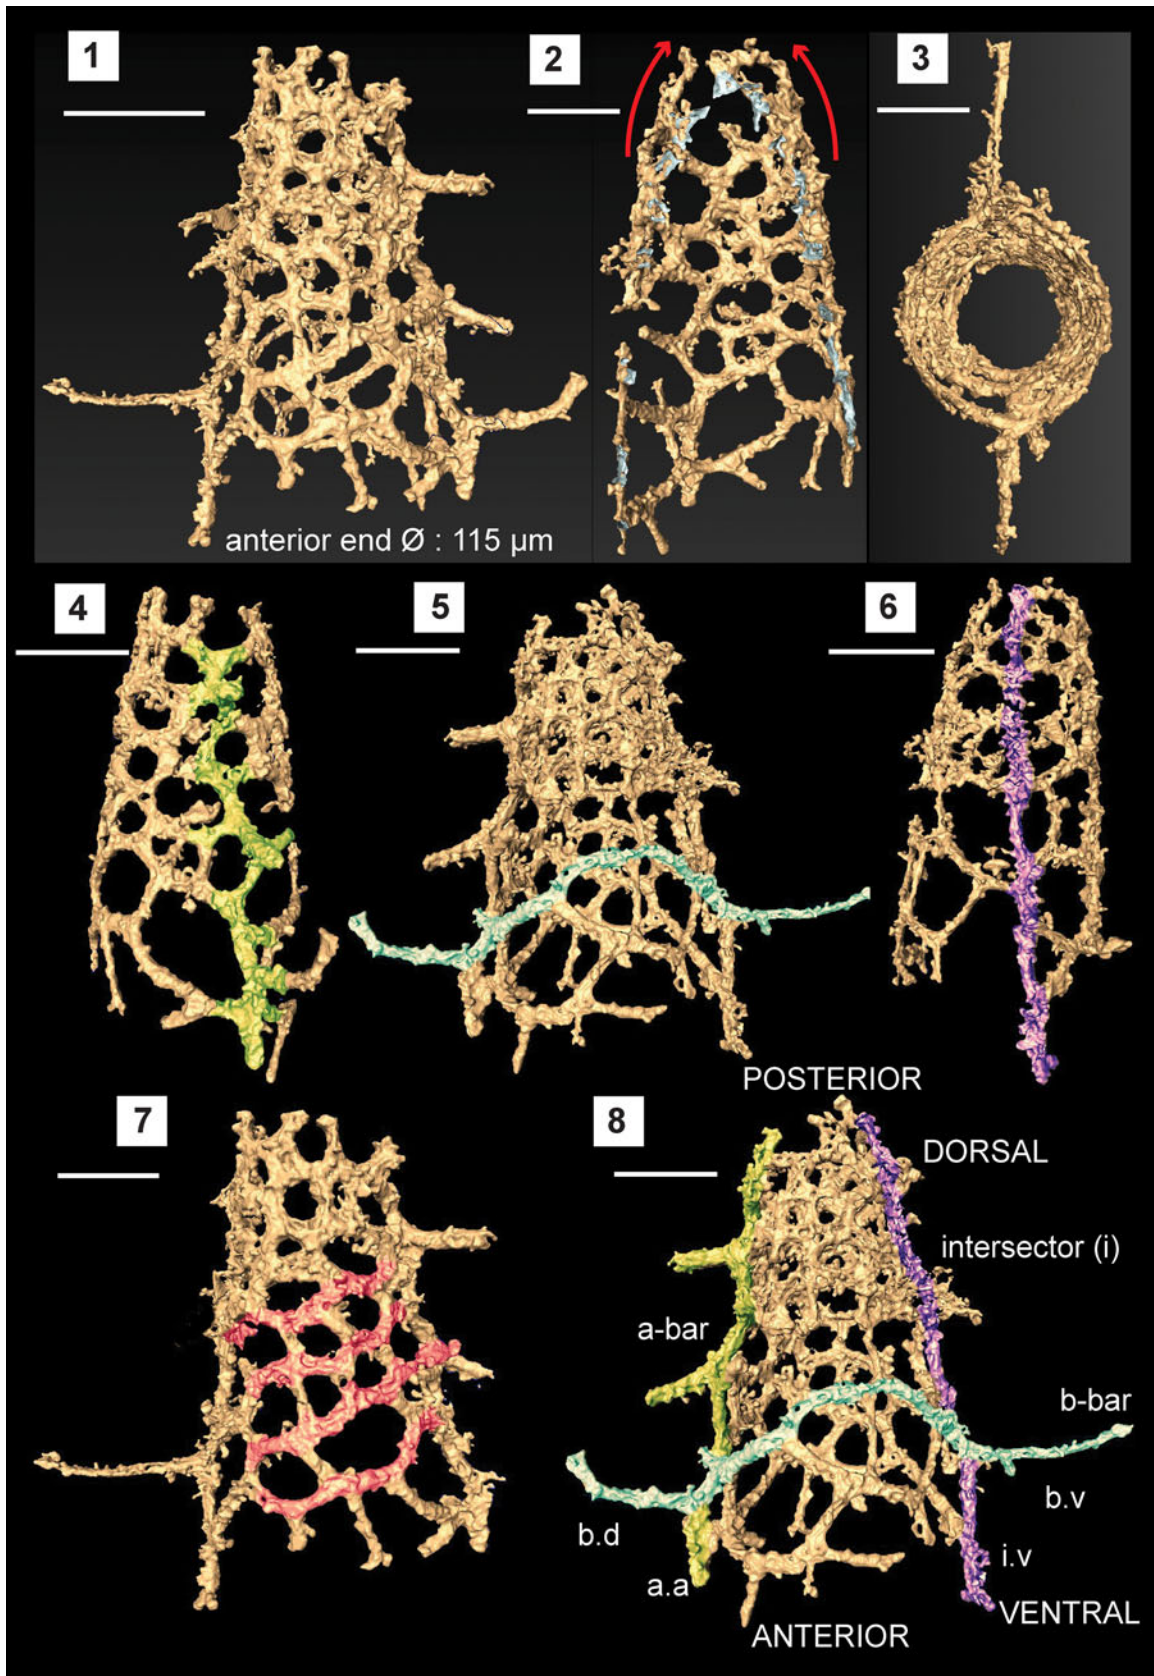 1
2
3
anterior end Ø : 115 µm
4
5
6
POSTERIOR
7
8
DORSAL
intersector (i)
a-bar
b-bar
b.v
b.d
i.v
a.a
VENTRAL
ANTERIOR